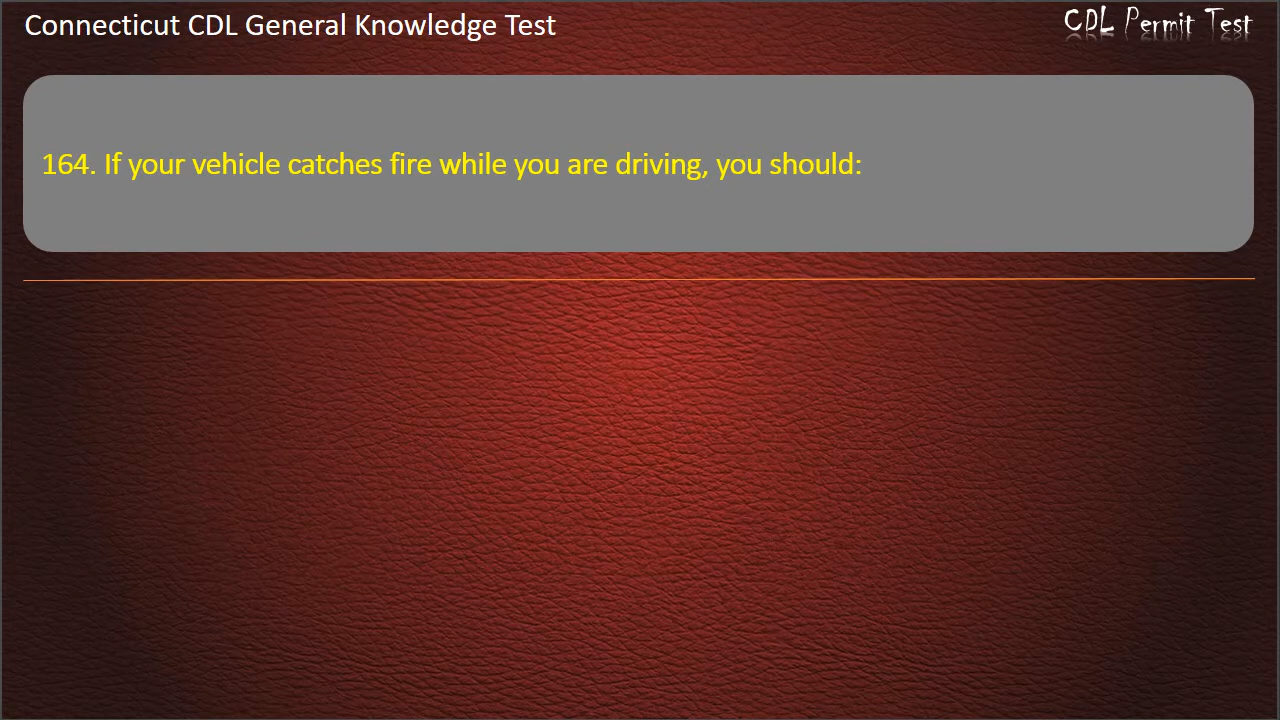 Connecticut CDL General Knowledge Test
CDL Permit Test
164. If your vehicle catches fire while you are driving, you should: